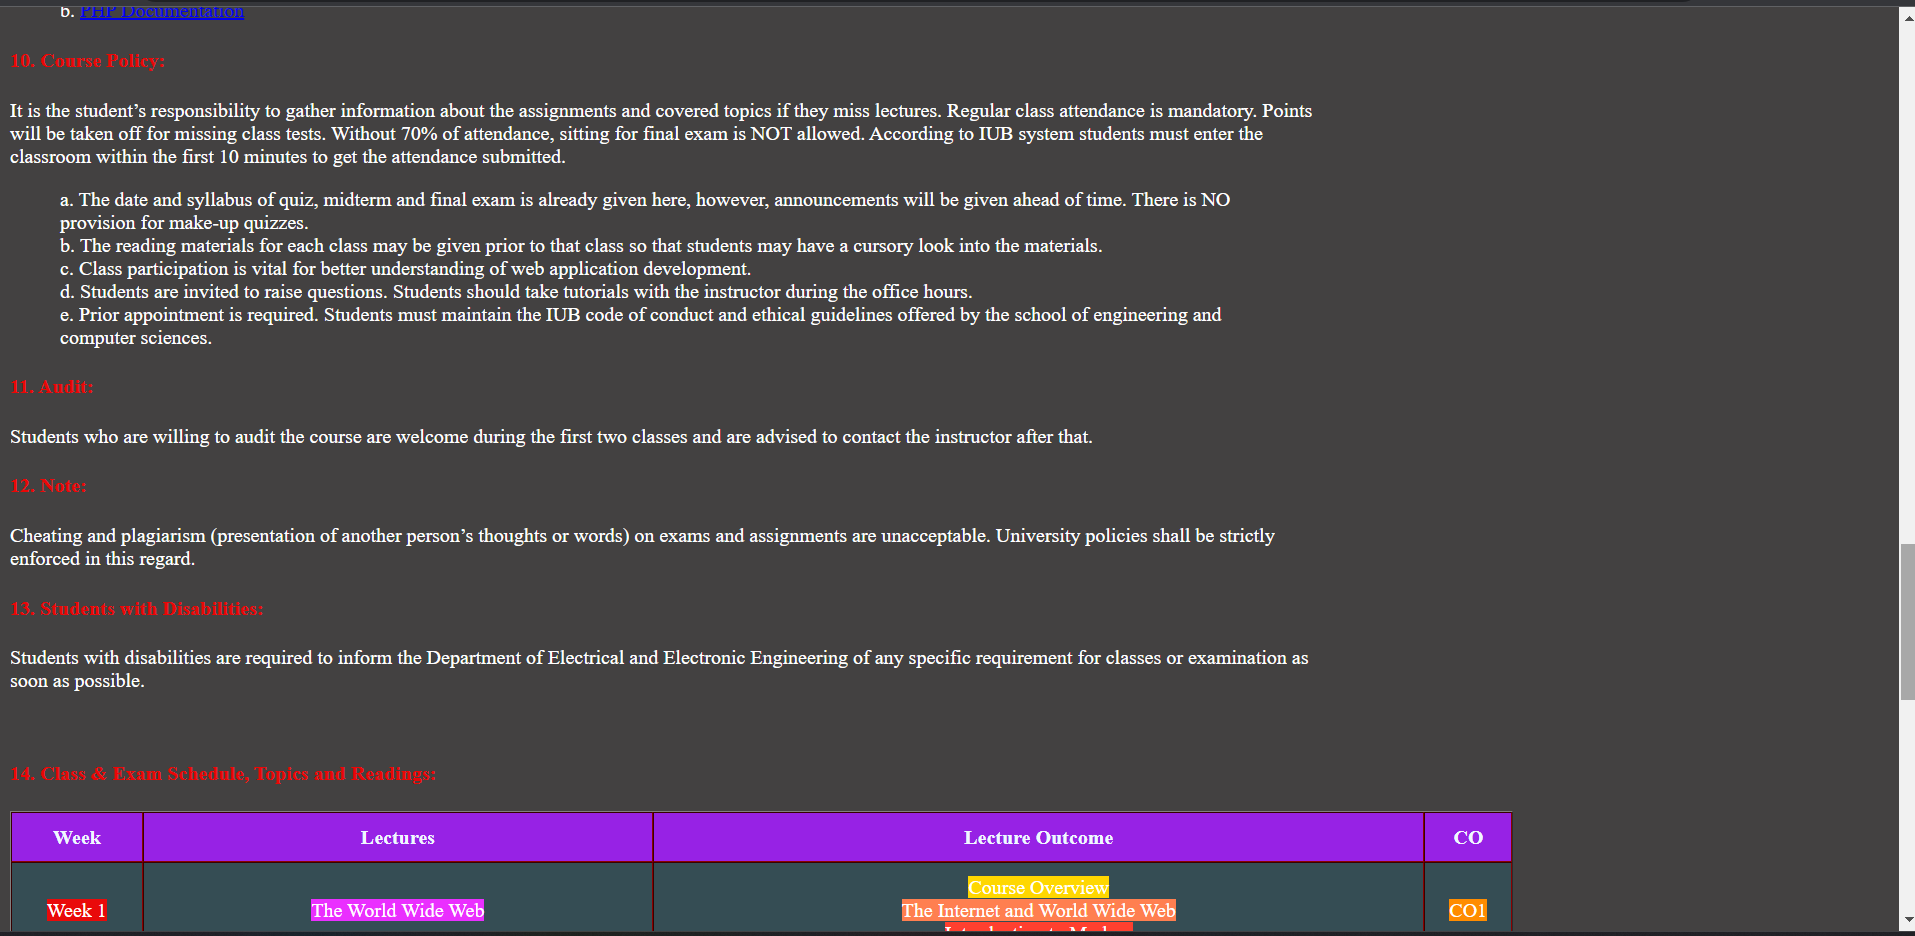 b. PHP Documentation
10. Course Policy:
It is the student’s responsibility to gather information about the assignments and covered topics if they miss lectures. Regular class attendance is mandatory. Points
will be taken off for missing class tests. Without 70% of attendance, sitting for final exam is NOT allowed. According to IUB system students must enter the
classroom within the first 10 minutes to get the attendance submitted.
a. The date and syllabus of quiz, midterm and final exam is already given here, however, announcements will be given ahead of time. There is NO
provision for make-up quizzes.
b. The reading materials for each class may be given prior to that class so that students may have a cursory look into the materials.
c. Class participation is vital for better understanding of web application development.
d. Students are invited to raise questions. Students should take tutorials with the instructor during the office hours.
e. Prior appointment is required. Students must maintain the IUB code of conduct and ethical guidelines offered by the school of engineering and
computer sciences.
11. Audit:
Students who are willing to audit the course are welcome during the first two classes and are advised to contact the instructor after that.
12. Note:
Cheating and plagiarism (presentation of another person’s thoughts or words) on exams and assignments are unacceptable. University policies shall be strictly
enforced in this regard.
13. Students with Disabilities:
Students with disabilities are required to inform the Department of Electrical and Electronic Engineering of any specific requirement for classes or examination as
soon as possible.
14. Class & Exam Schedule, Topics and Readings:
Week Lectures Lecture Outcome CO
Course Overview
Week 1 The World Wide Web The Internet and World Wide Web CO1